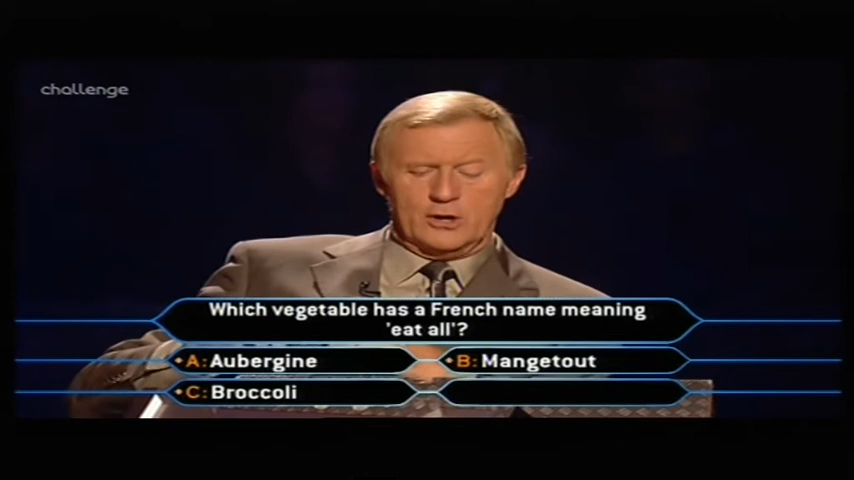 challenge
Which vegetable has a French name meaning
'eat all'?
A: Aubergine
B: Mangetout
C: Broccoli